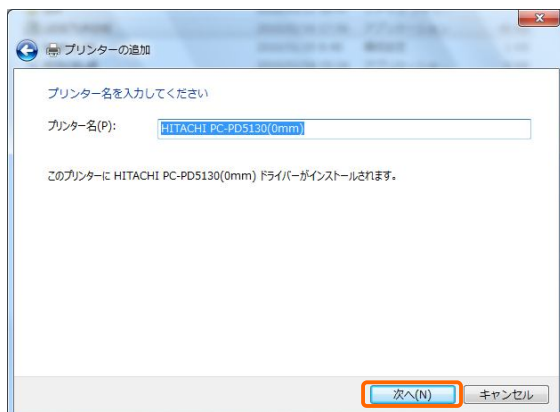 プリンターの追加
プリンター名を入力してください
プリンター名(P): HITACHI PC-PD5130(0mm)
このプリンターに HITACHI PC-PD5130(0mm) ドライバーがインストールされます。
次へ(N) キャンセル